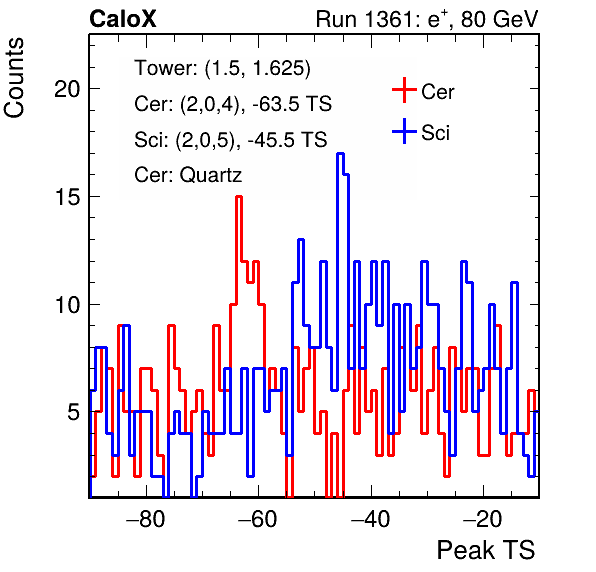 CaloX Run 1361: e⁺, 80 GeV
Counts
Tower: (1.5, 1.625)
Cer: (2,0,4), -63.5 TS
Sci: (2,0,5), -45.5 TS
Cer: Quartz
Cer
Sci
20
15
10
5
−80 −60 −40 −20
Peak TS